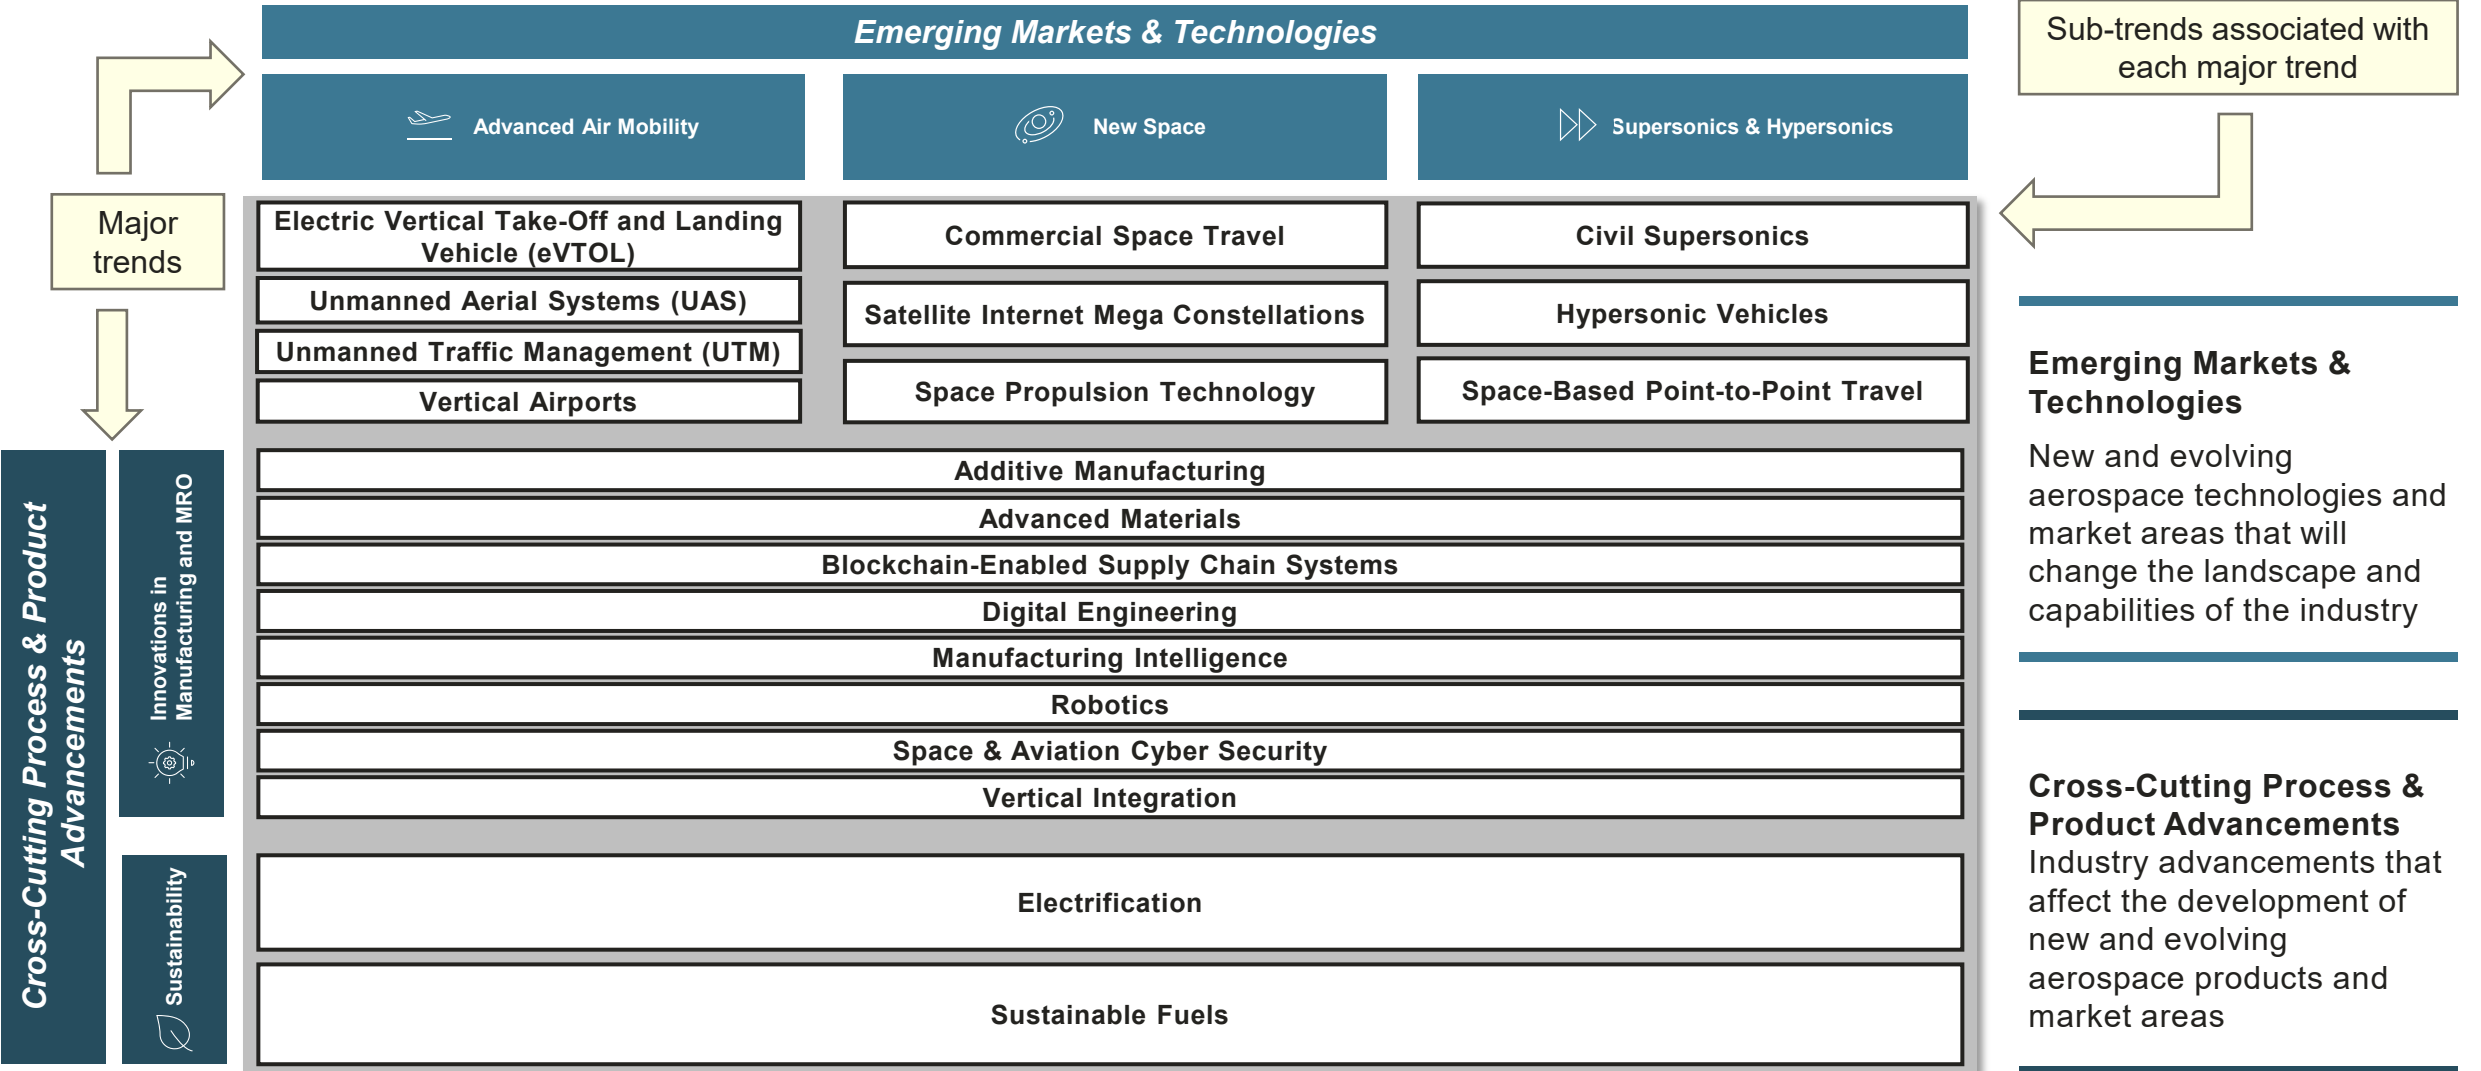 Emerging Markets & Technologies
Sub-trends associated with
each major trend
Advanced Air Mobility
New Space
Supersonics & Hypersonics
Major
trends
Electric Vertical Take-Off and Landing
Vehicle (eVTOL)
Unmanned Aerial Systems (UAS)
Unmanned Traffic Management (UTM)
Vertical Airports
Commercial Space Travel
Satellite Internet Mega Constellations
Space Propulsion Technology
Civil Supersonics
Hypersonic Vehicles
Space-Based Point-to-Point Travel
Cross-Cutting Process & Product
Advancements
Innovations in
Manufacturing and MRO
Additive Manufacturing
Advanced Materials
Blockchain-Enabled Supply Chain Systems
Digital Engineering
Manufacturing Intelligence
Robotics
Space & Aviation Cyber Security
Vertical Integration
Sustainability
Electrification
Sustainable Fuels
Emerging Markets &
Technologies
New and evolving
aerospace technologies and
market areas that will
change the landscape and
capabilities of the industry
Cross-Cutting Process &
Product Advancements
Industry advancements that
affect the development of
new and evolving
aerospace products and
market areas